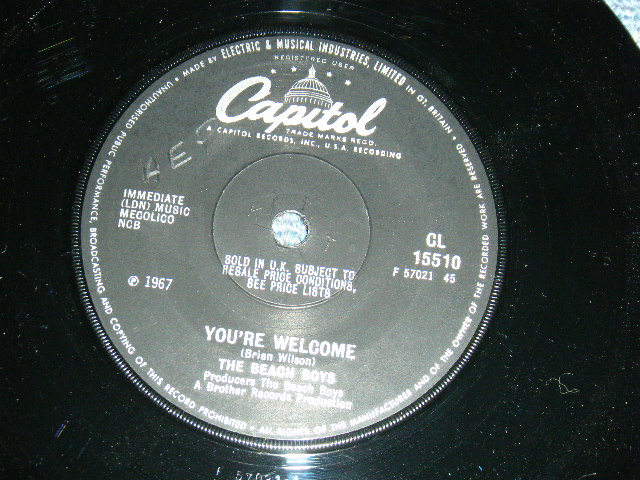 MADE BY ELECTRIC & MUSICAL INDUSTRIES, LIMITED IN GT. BRITAIN • ALL RIGHTS OF THE MANUFACTURER AND OF THE OWNER OF THE RECORDED WORK ARE RESERVED • UNAUTHORISED PUBLIC PERFORMANCE, BROADCASTING AND COPYING OF THIS RECORD PROHIBITED •
REGISTERED USER
Capitol
TRADE MARKS REGD.
A CAPITOL RECORDS, INC., U.S.A. RECORDING
IMMEDIATE
(LDN) MUSIC
MECOLICO
NCB
CL
15510
F 57021 45
℗ 1967
SOLD IN U.K. SUBJECT TO
RESALE PRICE CONDITIONS,
SEE PRICE LISTS
YOU'RE WELCOME
(Brian Wilson)
THE BEACH BOYS
Producers The Beach Boys
A Brother Records Production